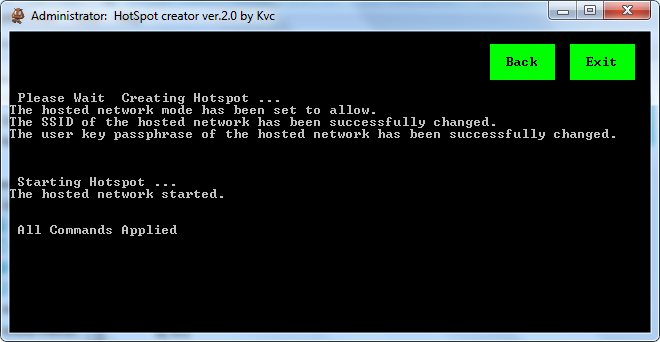 Administrator:  HotSpot creator ver.2.0 by Kvc
Back Exit
Please Wait  Creating Hotspot ...
The hosted network mode has been set to allow.
The SSID of the hosted network has been successfully changed.
The user key passphrase of the hosted network has been successfully changed.
Starting Hotspot ...
The hosted network started.
All Commands Applied